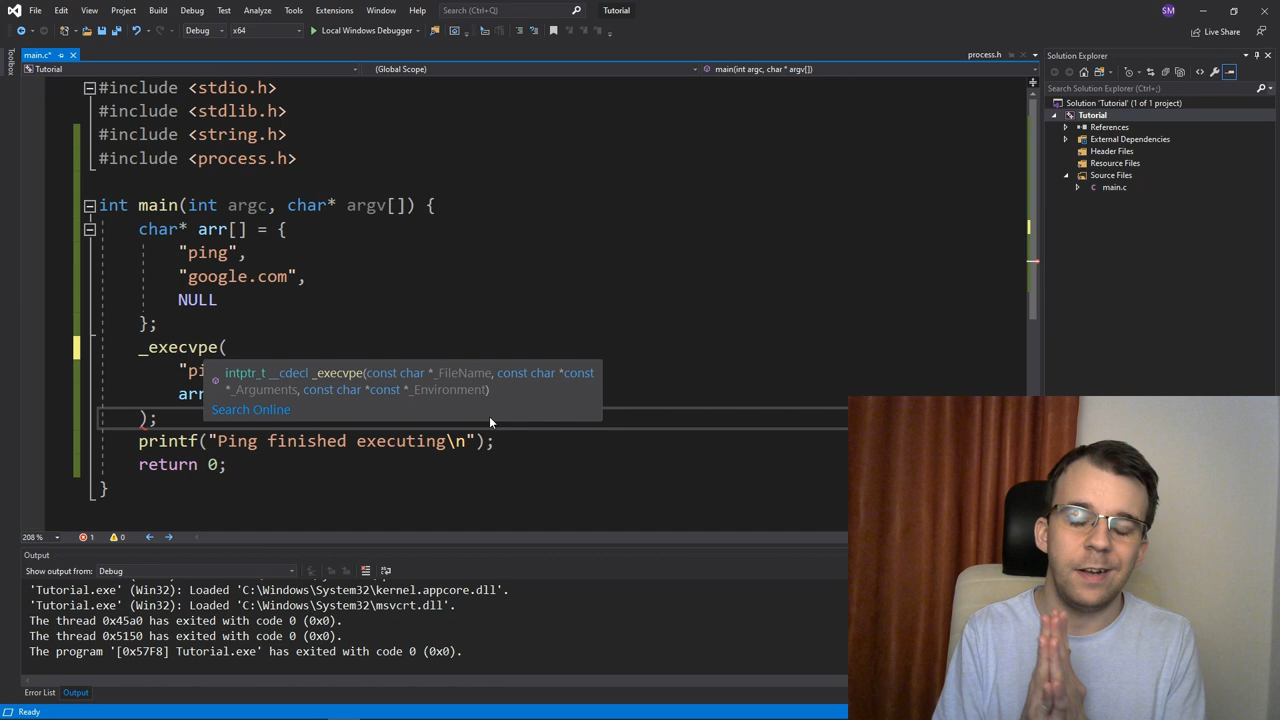 File Edit View Project Build Debug Test Analyze Tools Extensions Window Help Search (Ctrl+Q) Tutorial SM
Debug x64 Local Windows Debugger Live Share
Toolbox
main.c* process.h Solution Explorer
Tutorial (Global Scope) main(int argc, char * argv[])
Search Solution Explorer (Ctrl+;)
Solution 'Tutorial' (1 of 1 project)
Tutorial
References
External Dependencies
Header Files
Resource Files
Source Files
main.c
#include <stdio.h>
#include <stdlib.h>
#include <string.h>
#include <process.h>
int main(int argc, char* argv[]) {
char* arr[] = {
"ping",
"google.com",
NULL
};
_execvpe(
"pi
arr
intptr_t __cdecl _execvpe(const char *_FileName, const char *const
*_Arguments, const char *const *_Environment)
Search Online
);
printf("Ping finished executing\n");
return 0;
}
208 % 1 0
Output
Show output from: Debug
'Tutorial.exe' (Win32): Loaded 'C:\Windows\System32\kernel.appcore.dll'.
'Tutorial.exe' (Win32): Loaded 'C:\Windows\System32\msvcrt.dll'.
The thread 0x45a0 has exited with code 0 (0x0).
The thread 0x5150 has exited with code 0 (0x0).
The program '[0x57F8] Tutorial.exe' has exited with code 0 (0x0).
Error List Output
Ready